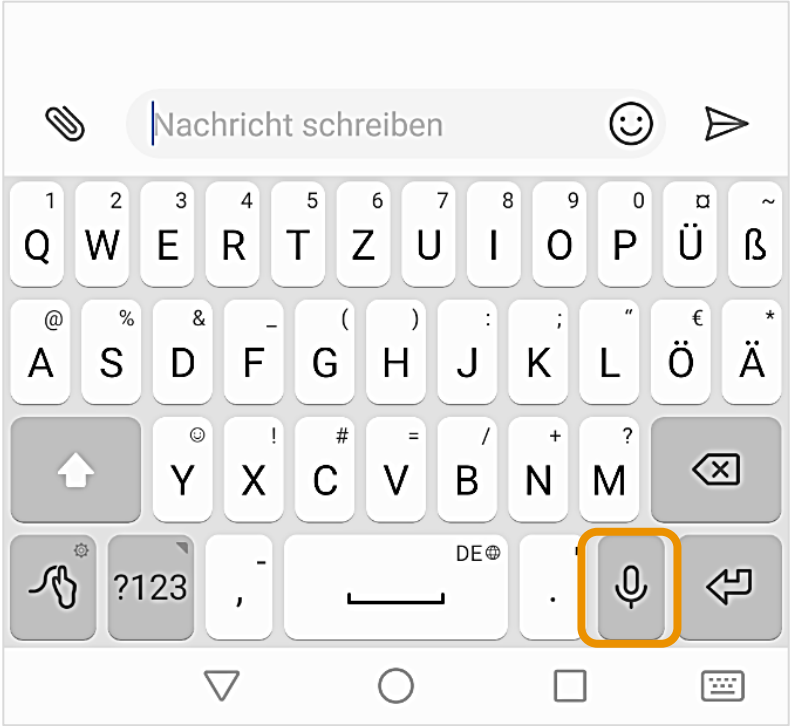 Nachricht schreiben
1 2 3 4 5 6 7 8 9 0 ¤ ~
Q W E R T Z U I O P Ü ß
@ % & _ ( ) : ; " € *
A S D F G H J K L Ö Ä
! # = / + ?
Y X C V B N M
- DE '
?123 , .